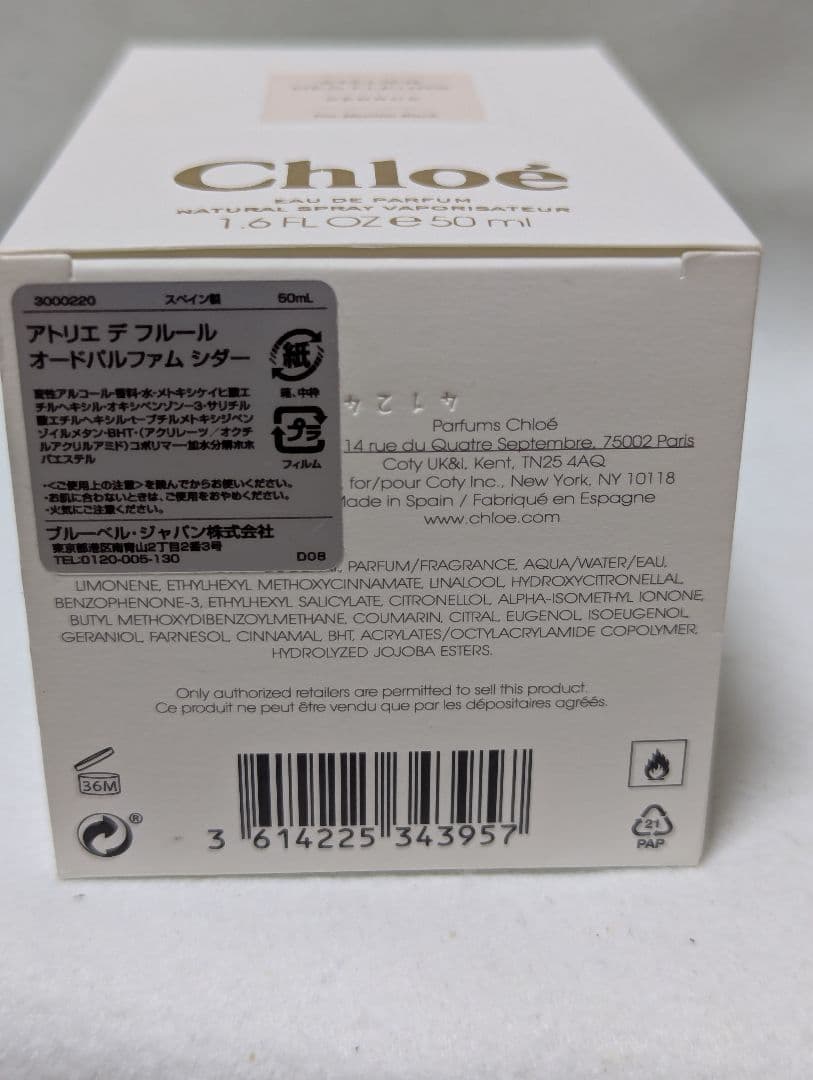 Chloé
EAU DE PARFUM
NATURAL SPRAY VAPORISATEUR
1.6 FL OZ e 50 ml
3000220 スペイン製 50mL
アトリエ デ フルール
オードパルファム シダー
紙
箱、中枠
プラ
フィルム
変性アルコール・香料・水・メトキシケイヒ酸エ
チルヘキシル・オキシベンゾン-3・サリチル
酸エチルヘキシル・t-ブチルメトキシジベン
ゾイルメタン・BHT・(アクリレーツ/オクチ
ルアクリルアミド)コポリマー・加水分解ホホ
バエステル
・<ご使用上の注意>を読んでからお使いください。
・お肌に合わないときは、ご使用をおやめください。
・火気にご注意ください。
ブルーベル・ジャパン株式会社
東京都港区南青山2丁目2番3号
TEL:0120-005-130 D08
4124
Parfums Chloé
14 rue du Quatre Septembre, 75002 Paris
Coty UK&I, Kent, TN25 4AQ
for/pour Coty Inc., New York, NY 10118
Made in Spain / Fabriqué en Espagne
www.chloe.com
PARFUM/FRAGRANCE, AQUA/WATER/EAU,
LIMONENE, ETHYLHEXYL METHOXYCINNAMATE, LINALOOL, HYDROXYCITRONELLAL,
BENZOPHENONE-3, ETHYLHEXYL SALICYLATE, CITRONELLOL, ALPHA-ISOMETHYL IONONE,
BUTYL METHOXYDIBENZOYLMETHANE, COUMARIN, CITRAL, EUGENOL, ISOEUGENOL,
GERANIOL, FARNESOL, CINNAMAL, BHT, ACRYLATES/OCTYLACRYLAMIDE COPOLYMER,
HYDROLYZED JOJOBA ESTERS.
Only authorized retailers are permitted to sell this product.
Ce produit ne peut être vendu que par les dépositaires agréés.
36M
®
3 614225 343957
21
PAP